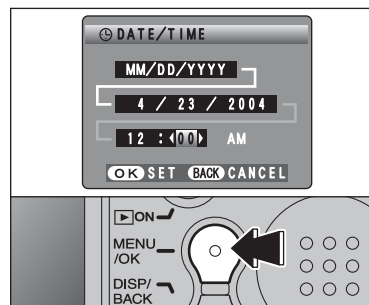 DATE/TIME
MM/DD/YYYY
4 / 23 / 2004
12 : 00 AM
OK SET BACK CANCEL
ON
MENU
/OK
DISP/
BACK